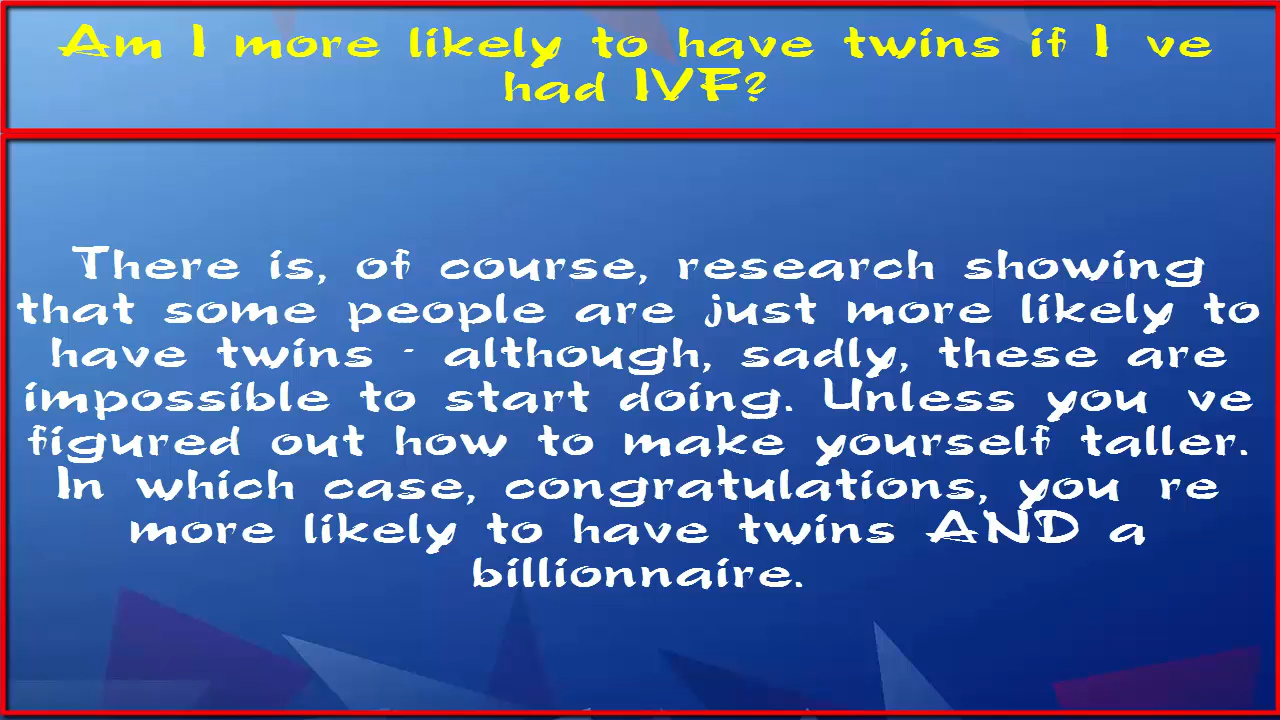 Am I more likely to have twins if I ve
had IVF?
There is, of course, research showing
that some people are just more likely to
have twins - although, sadly, these are
impossible to start doing. Unless you ve
figured out how to make yourself taller.
In which case, congratulations, you re
more likely to have twins AND a
billionnaire.